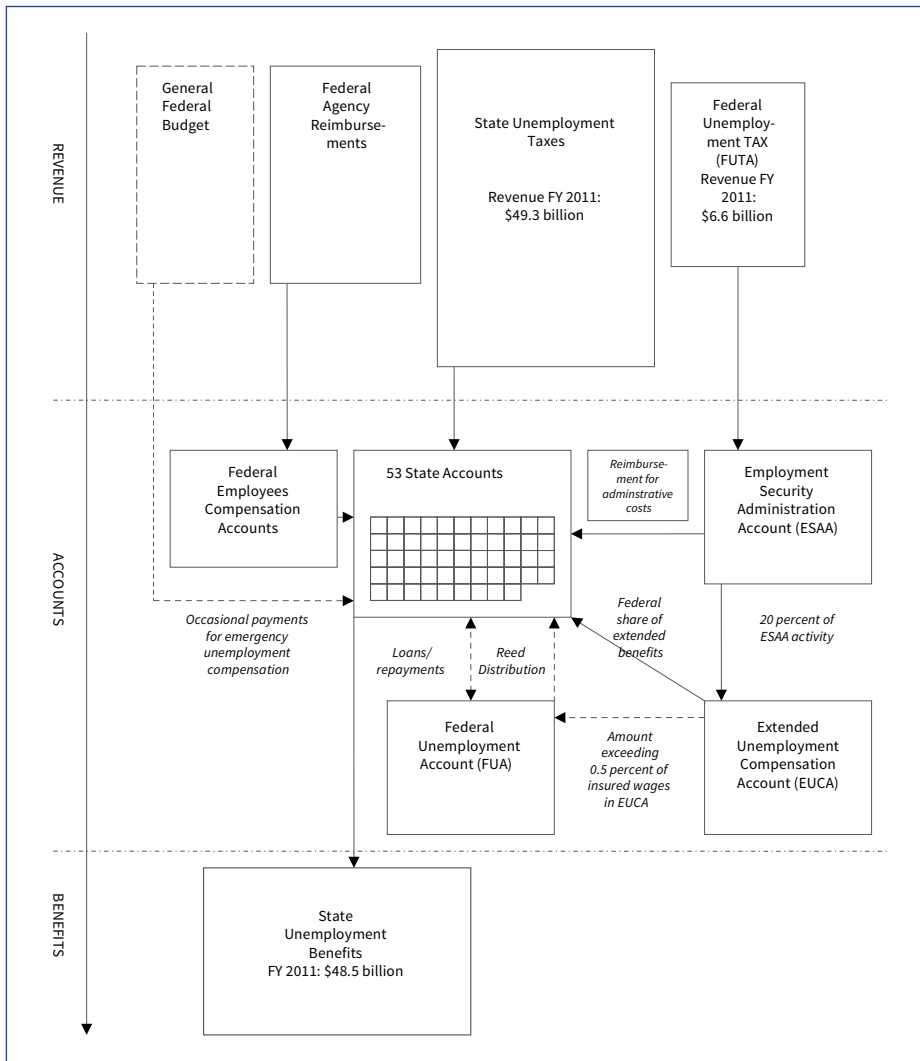 REVENUE
General
Federal
Budget
Federal
Agency
Reimburse-
ments
State Unemployment
Taxes
Revenue FY 2011:
$49.3 billion
Federal
Unemploy-
ment TAX
(FUTA)
Revenue FY
2011:
$6.6 billion
ACCOUNTS
Federal
Employees
Compensation
Accounts
53 State Accounts
Reimburse-
ment for
adminstrative
costs
Employment
Security
Administration
Account (ESAA)
Occasional payments
for emergency
unemployment
compensation
Loans/
repayments
Reed
Distribution
Federal
share of
extended
benefits
20 percent of
ESAA activity
Federal
Unemployment
Account (FUA)
Amount
exceeding
0.5 percent of
insured wages
in EUCA
Extended
Unemployment
Compensation
Account (EUCA)
BENEFITS
State
Unemployment
Benefits
FY 2011: $48.5 billion